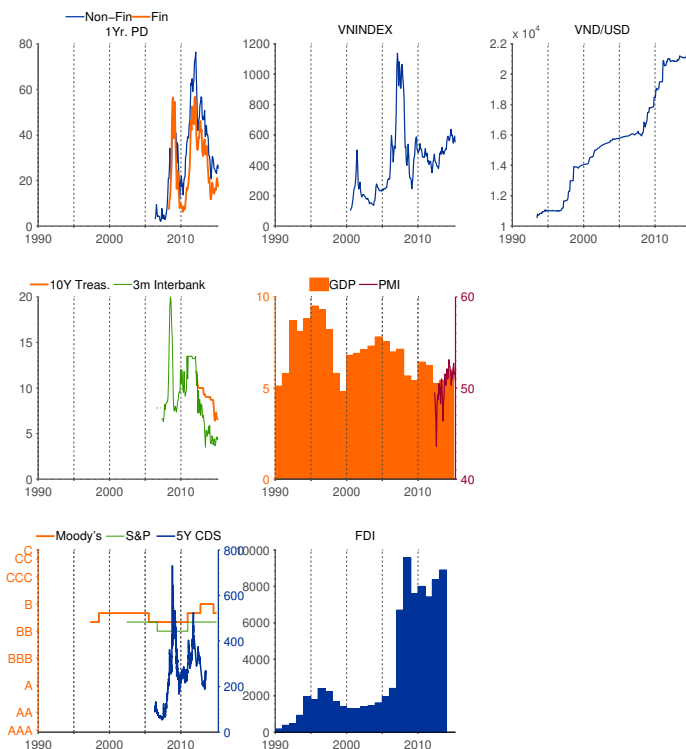 Non−Fin Fin
1Yr. PD
80
60
40
20
0
1990 2000 2010
VNINDEX
1200
1000
800
600
400
200
0
1990 2000 2010
VND/USD
2.2 x 10^4
2
1.8
1.6
1.4
1.2
1
1990 2000 2010
10Y Treas. 3m Interbank
20
15
10
5
0
1990 2000 2010
GDP PMI
10
5
0
60
50
40
1990 2000 2010
Moody's S&P 5Y CDS
C
CC
CCC
B
BB
BBB
A
AA
AAA
800
600
400
200
0
1990 2000 2010
FDI
10000
8000
6000
4000
2000
0
1990 2000 2010